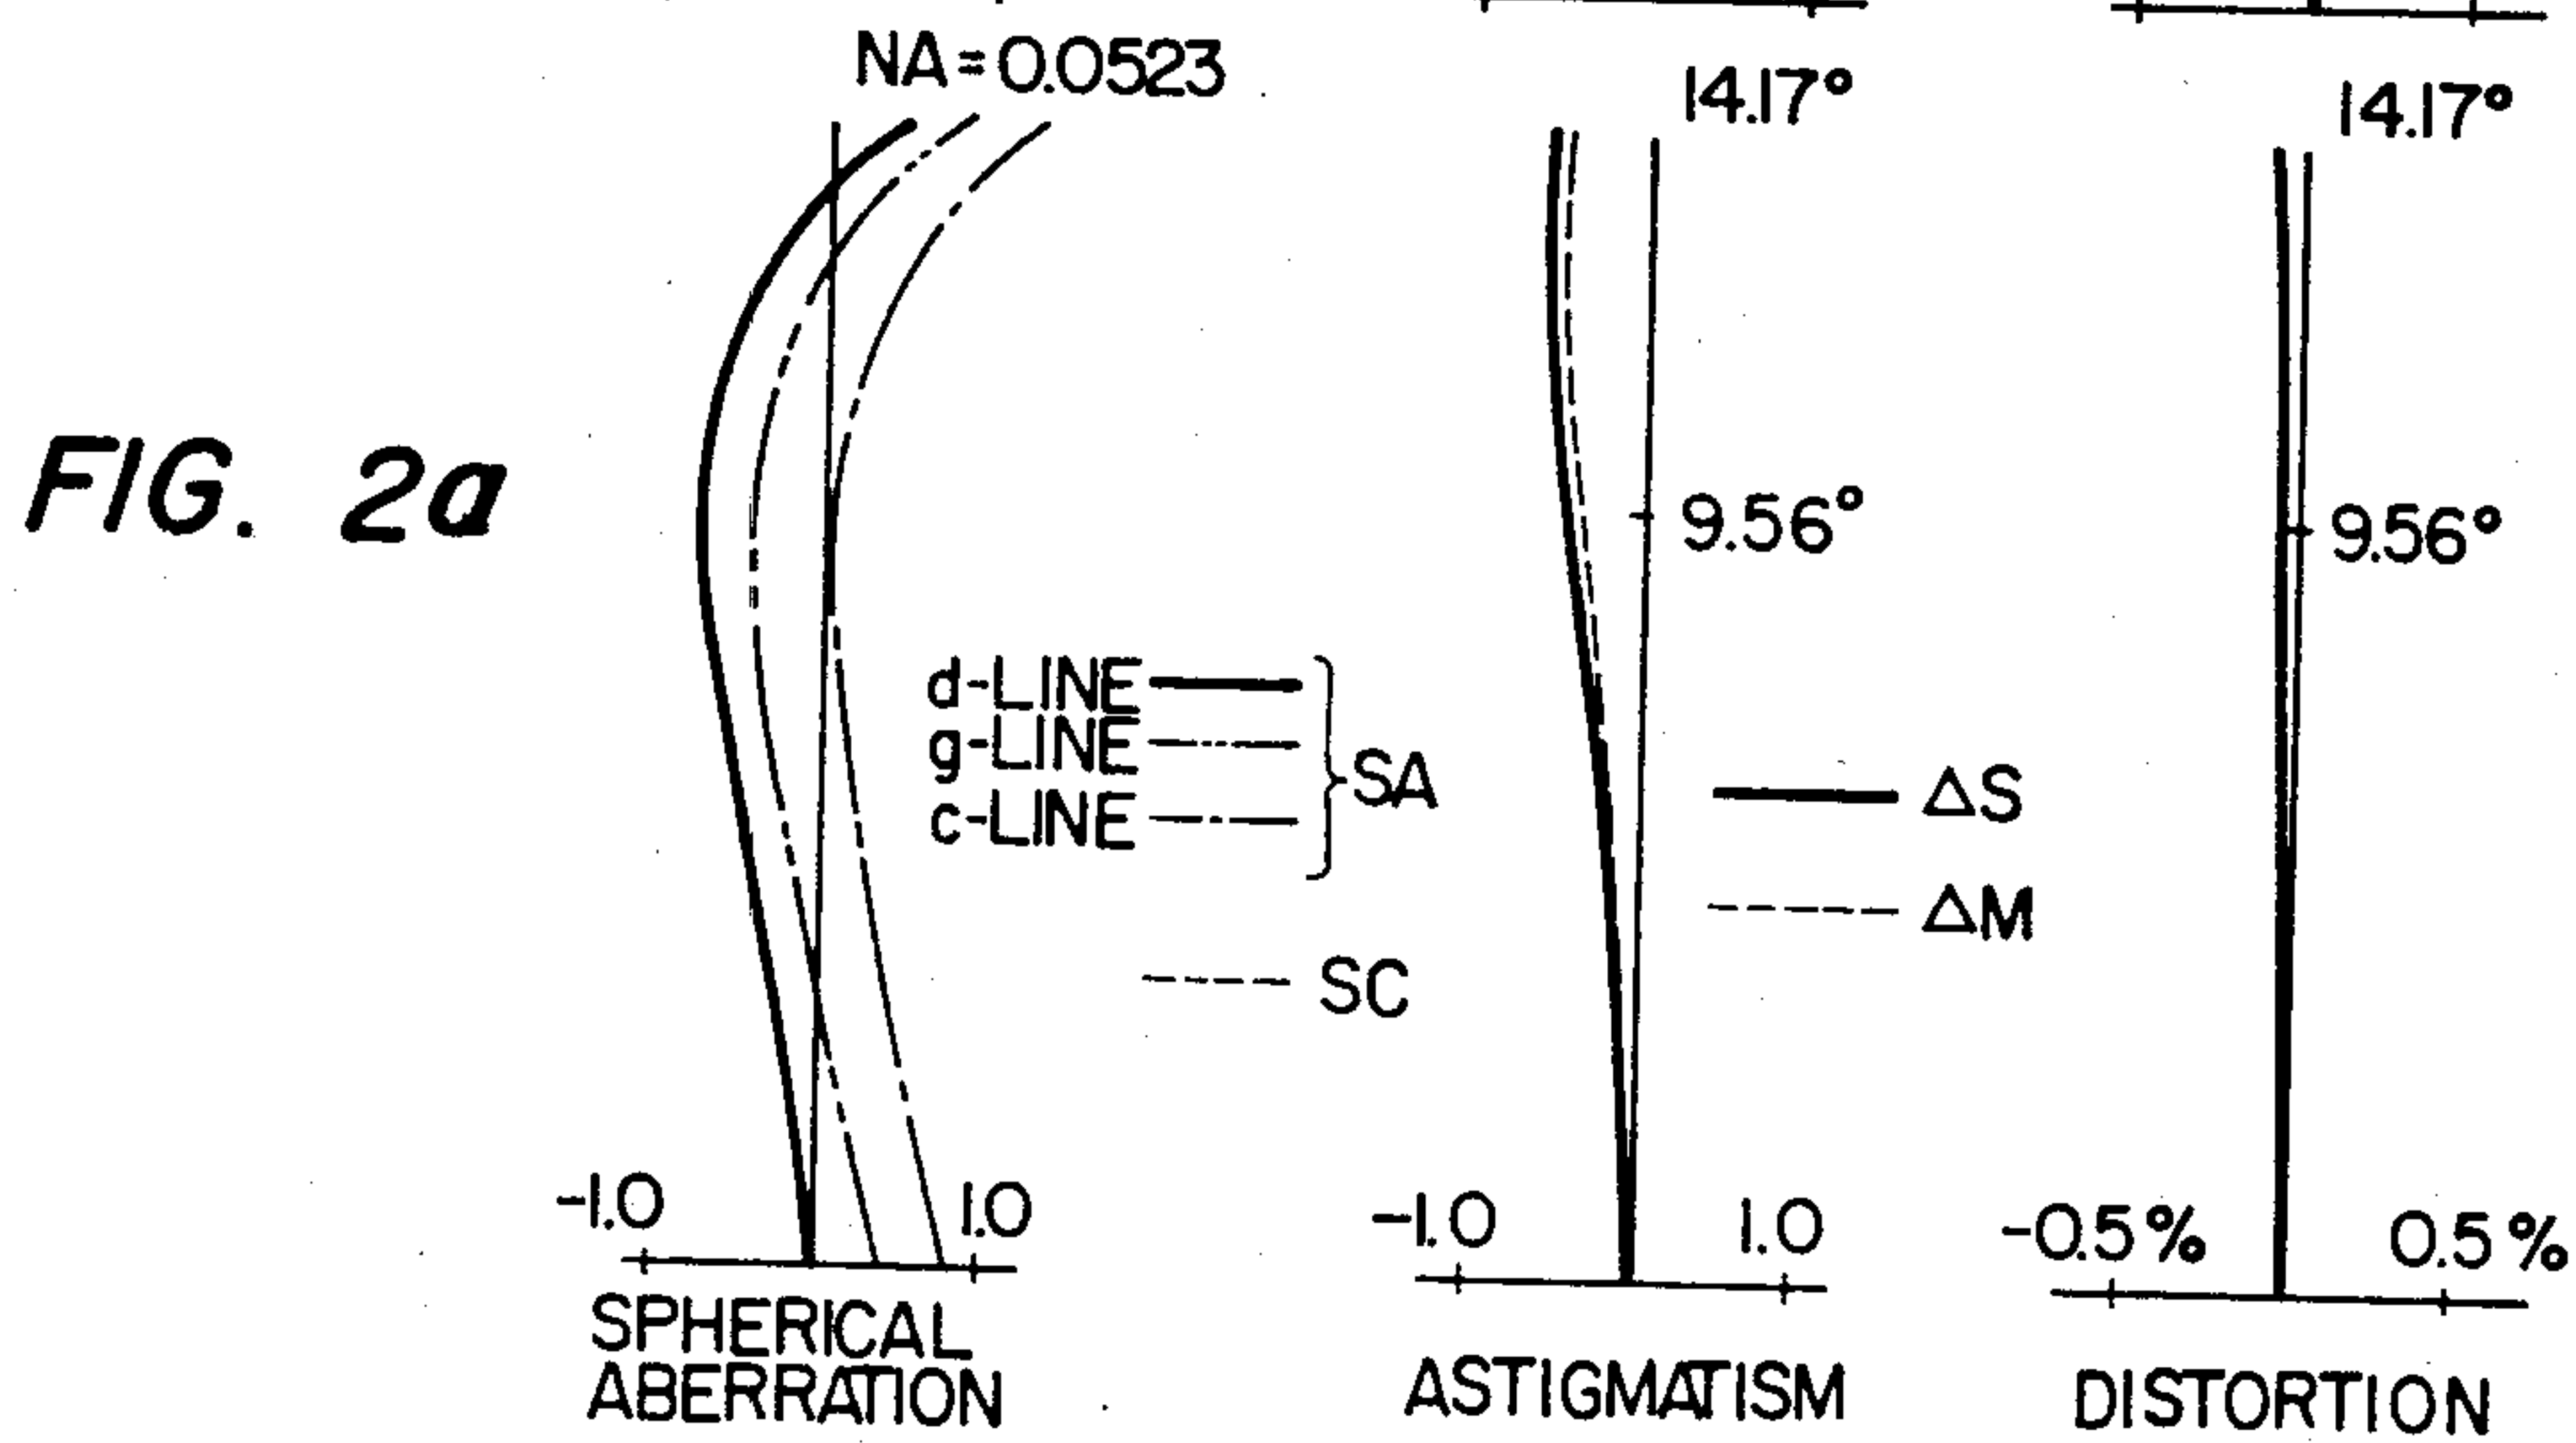 NA=0.0523
14.17°
14.17°
FIG. 2a
9.56°
9.56°
d-LINE
g-LINE
c-LINE
SA
SC
ΔS
ΔM
-1.0 1.0
-1.0 1.0
-0.5% 0.5%
SPHERICAL
ABERRATION
ASTIGMATISM
DISTORTION